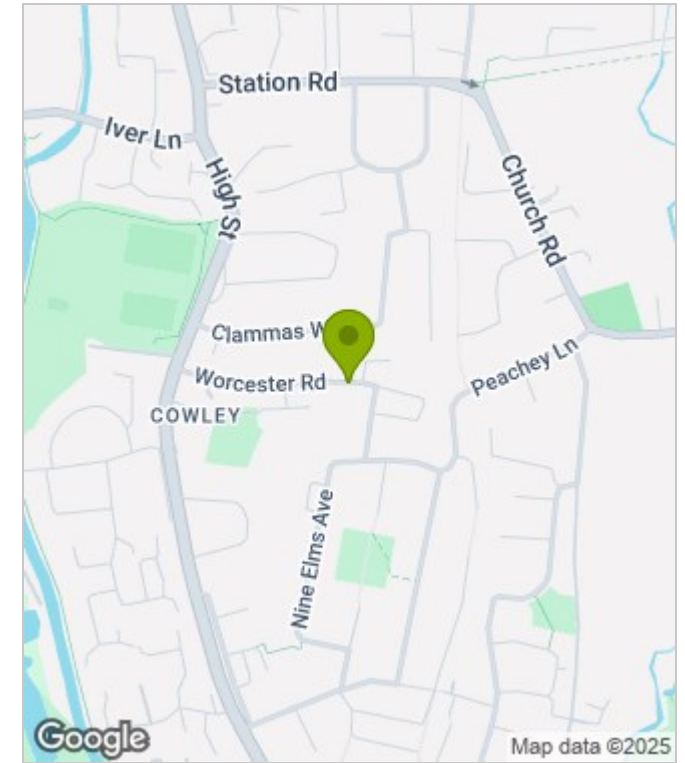 Station Rd
Iver Ln
High St
Church Rd
Clammas W
Worcester Rd
Peachey Ln
COWLEY
Nine Elms Ave
Google
Map data ©2025